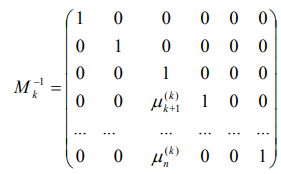 1 0 0 0 0 0
0 1 0 0 0 0
0 0 1 0 0 0
M_k^{-1} = 0 0 μ_{k+1}^{(k)} 1 0 0
... ... ... ... ... ...
0 0 μ_n^{(k)} 0 0 1